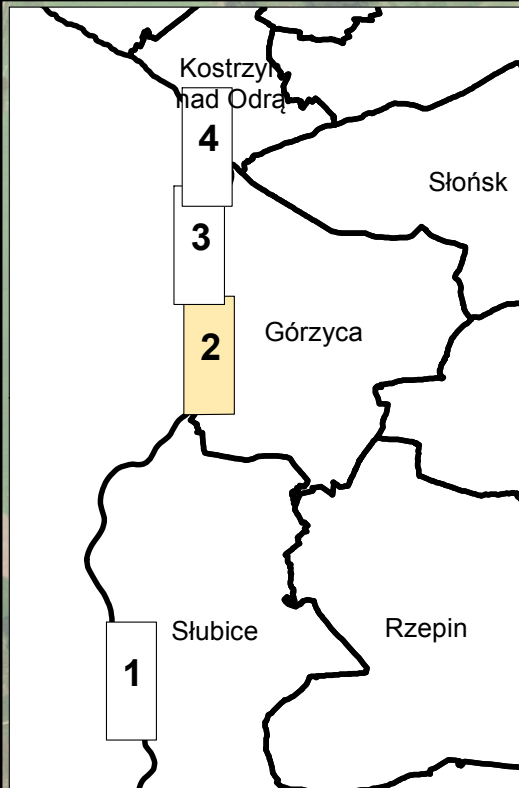 Kostrzyn
nad Odrą
4
Słońsk
3
Górzyca
2
Słubice
Rzepin
1